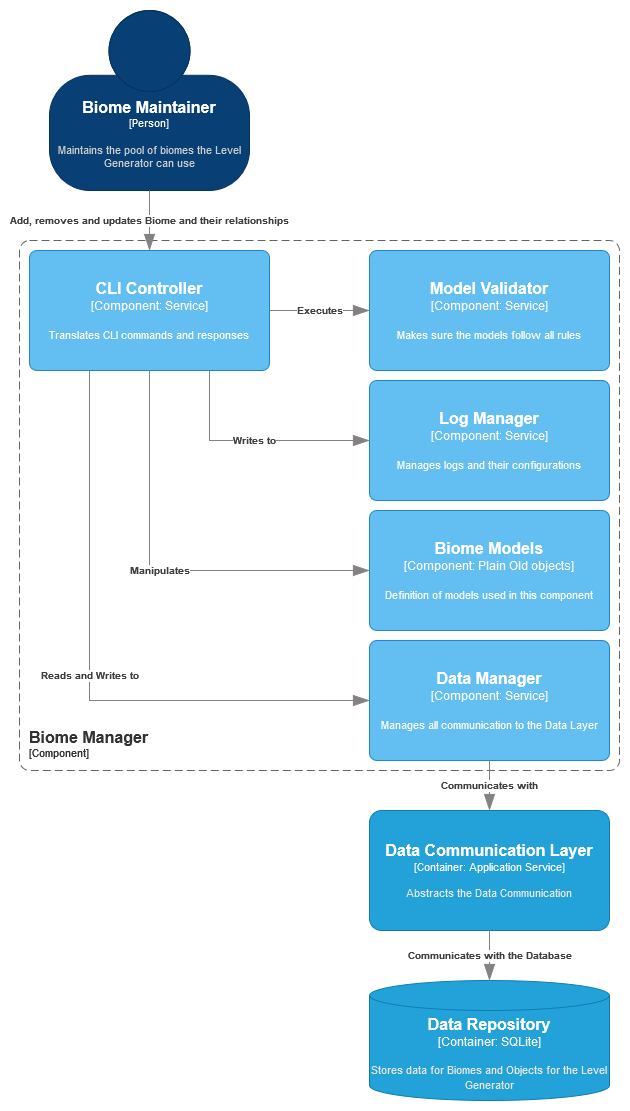 Biome Maintainer
[Person]
Maintains the pool of biomes the Level
Generator can use
Add, removes and updates Biome and their relationships
CLI Controller
[Component: Service]
Translates CLI commands and responses
Executes
Model Validator
[Component: Service]
Makes sure the models follow all rules
Writes to
Log Manager
[Component: Service]
Manages logs and their configurations
Manipulates
Biome Models
[Component: Plain Old objects]
Definition of models used in this component
Reads and Writes to
Data Manager
[Component: Service]
Manages all communication to the Data Layer
Biome Manager
[Component]
Communicates with
Data Communication Layer
[Container: Application Service]
Abstracts the Data Communication
Communicates with the Database
Data Repository
[Container: SQLite]
Stores data for Biomes and Objects for the Level
Generator